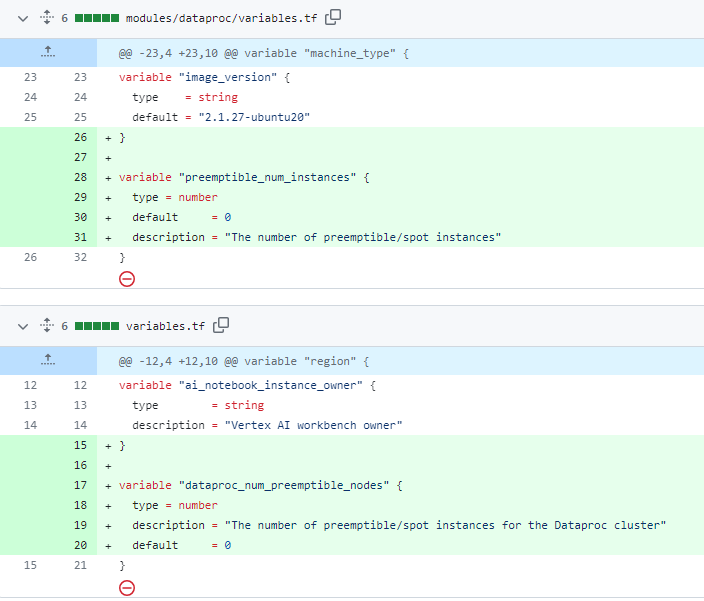 6 modules/dataproc/variables.tf
@@ -23,4 +23,10 @@ variable "machine_type" {
23 23 variable "image_version" {
24 24 type    = string
25 25 default = "2.1.27-ubuntu20"
26 + }
27 +
28 + variable "preemptible_num_instances" {
29 + type = number
30 + default     = 0
31 + description = "The number of preemptible/spot instances"
26 32 }
6 variables.tf
@@ -12,4 +12,10 @@ variable "region" {
12 12 variable "ai_notebook_instance_owner" {
13 13 type        = string
14 14 description = "Vertex AI workbench owner"
15 + }
16 +
17 + variable "dataproc_num_preemptible_nodes" {
18 + type = number
19 + description = "The number of preemptible/spot instances for the Dataproc cluster"
20 + default     = 0
15 21 }